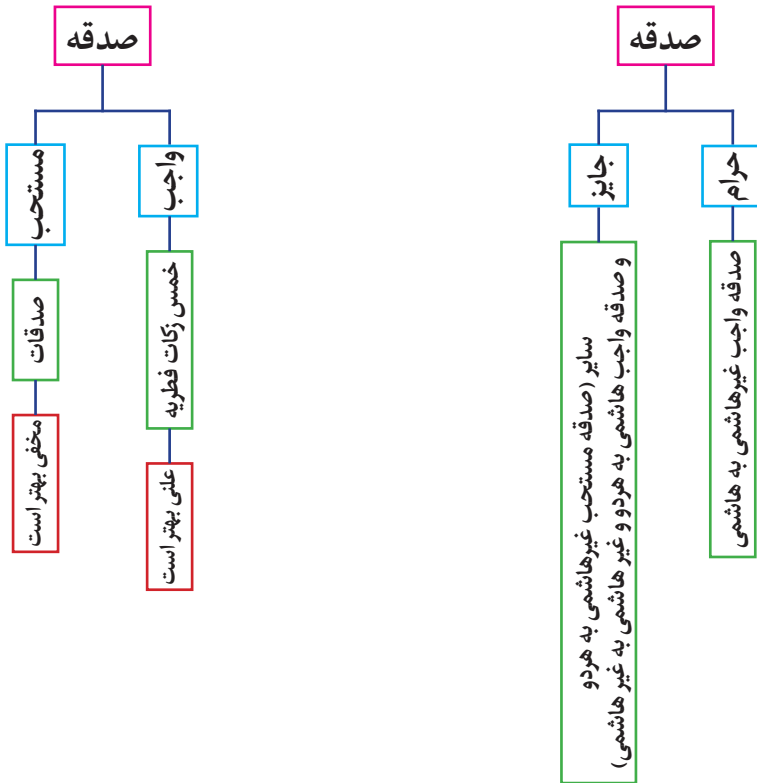 صدقه
حرام
صدقه واجب غیرهاشمی به هاشمی
جایز
سایر (صدقه مستحب غیرهاشمی به هردو
و صدقه واجب هاشمی به هردو و غیر هاشمی به غیر هاشمی)
صدقه
واجب
خمس زکات فطریه
علنی بهتر است
مستحب
صدقات
مخفی بهتر است